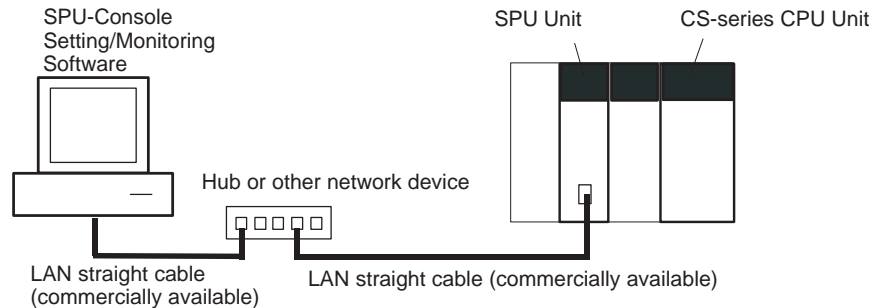 SPU-Console
Setting/Monitoring
Software
SPU Unit
CS-series CPU Unit
Hub or other network device
LAN straight cable
(commercially available)
LAN straight cable (commercially available)